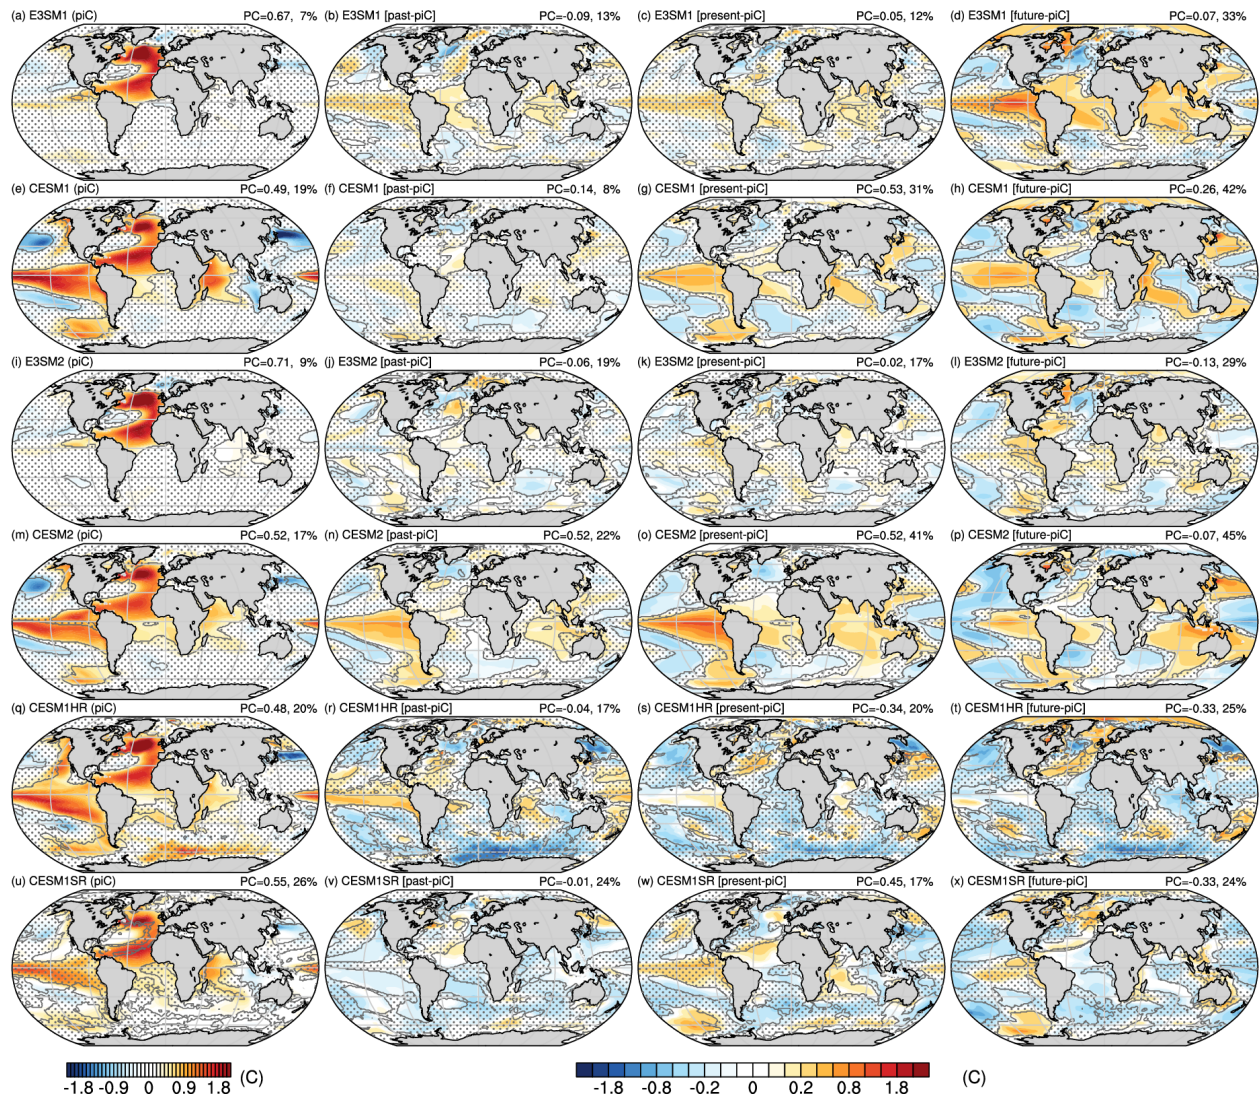 (a) E3SM1 (piC) PC=0.67, 7%
(b) E3SM1 [past-piC] PC=-0.09, 13%
(c) E3SM1 [present-piC] PC=0.05, 12%
(d) E3SM1 [future-piC] PC=0.07, 33%
(e) CESM1 (piC) PC=0.49, 19%
(f) CESM1 [past-piC] PC=0.14, 8%
(g) CESM1 [present-piC] PC=0.53, 31%
(h) CESM1 [future-piC] PC=0.26, 42%
(i) E3SM2 (piC) PC=0.71, 9%
(j) E3SM2 [past-piC] PC=-0.06, 19%
(k) E3SM2 [present-piC] PC=0.02, 17%
(l) E3SM2 [future-piC] PC=-0.13, 29%
(m) CESM2 (piC) PC=0.52, 17%
(n) CESM2 [past-piC] PC=0.52, 22%
(o) CESM2 [present-piC] PC=0.52, 41%
(p) CESM2 [future-piC] PC=-0.07, 45%
(q) CESM1HR (piC) PC=0.48, 20%
(r) CESM1HR [past-piC] PC=-0.04, 17%
(s) CESM1HR [present-piC] PC=-0.34, 20%
(t) CESM1HR [future-piC] PC=-0.33, 25%
(u) CESM1SR (piC) PC=0.55, 26%
(v) CESM1SR [past-piC] PC=-0.01, 24%
(w) CESM1SR [present-piC] PC=0.45, 17%
(x) CESM1SR [future-piC] PC=-0.33, 24%
-1.8 -0.9 0 0.9 1.8 (C)
-1.8 -0.8 -0.2 0 0.2 0.8 1.8 (C)